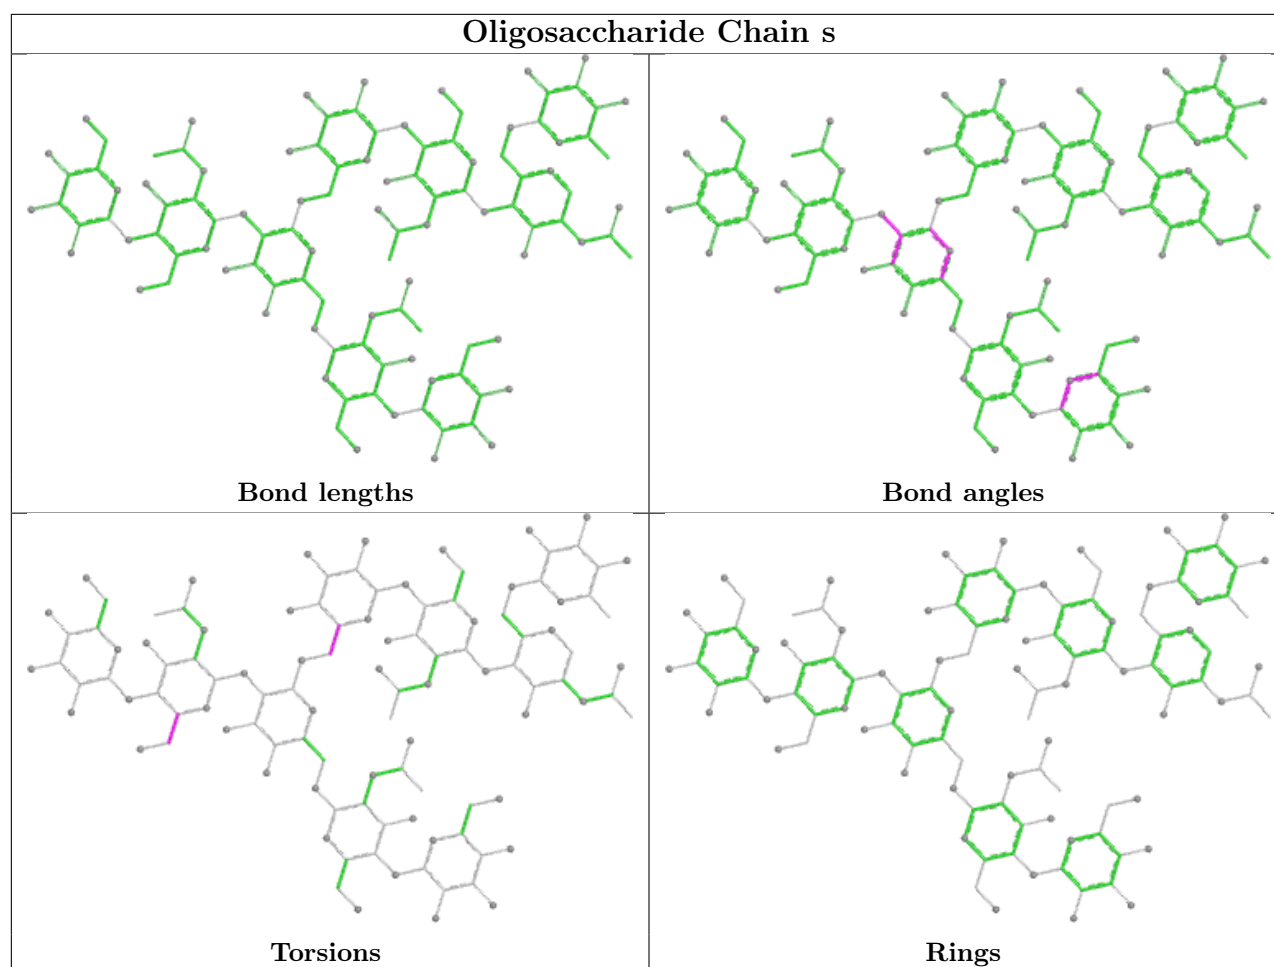 Oligosaccharide Chain s
Bond lengths
Bond angles
Torsions
Rings